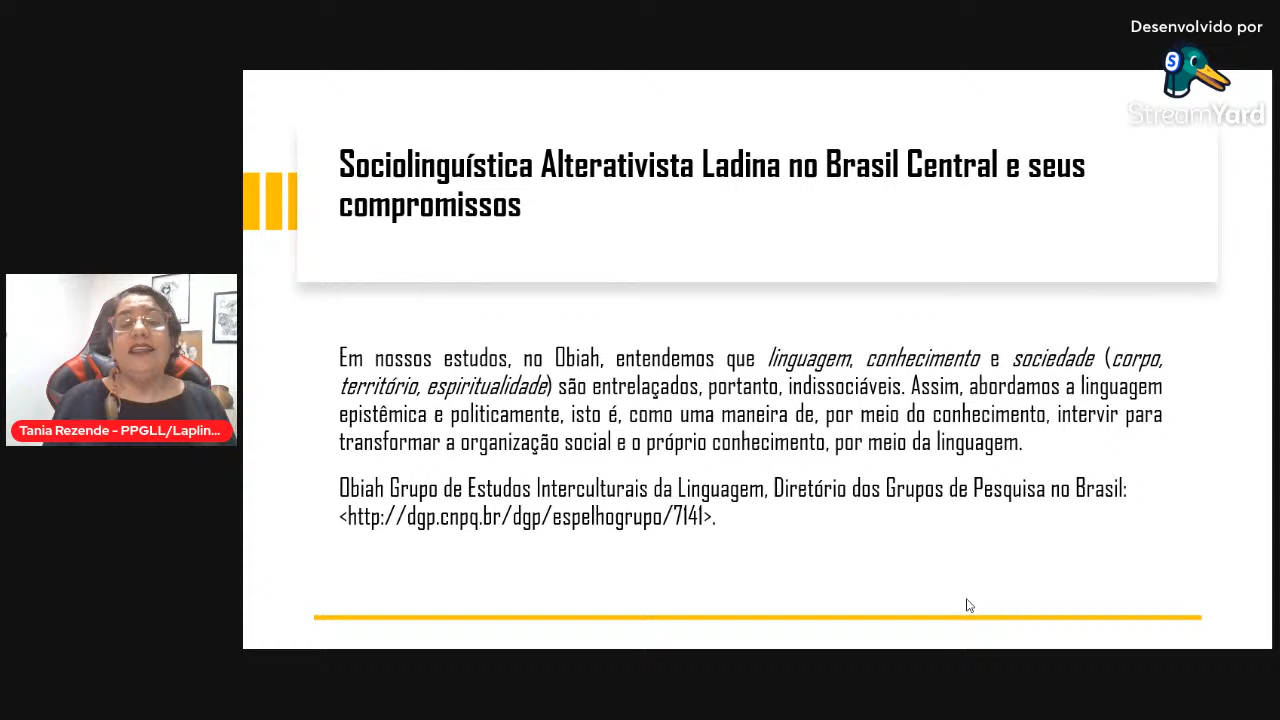 Desenvolvido por
StreamYard
Sociolinguística Alterativista Ladina no Brasil Central e seus
compromissos
Em nossos estudos, no Obiah, entendemos que linguagem, conhecimento e sociedade (corpo,
território, espiritualidade) são entrelaçados, portanto, indissociáveis. Assim, abordamos a linguagem
epistêmica e politicamente, isto é, como uma maneira de, por meio do conhecimento, intervir para
transformar a organização social e o próprio conhecimento, por meio da linguagem.
Obiah Grupo de Estudos Interculturais da Linguagem, Diretório dos Grupos de Pesquisa no Brasil:
<http://dgp.cnpq.br/dgp/espelhogrupo/7141>.
Tania Rezende - PPGLL/Laplin...